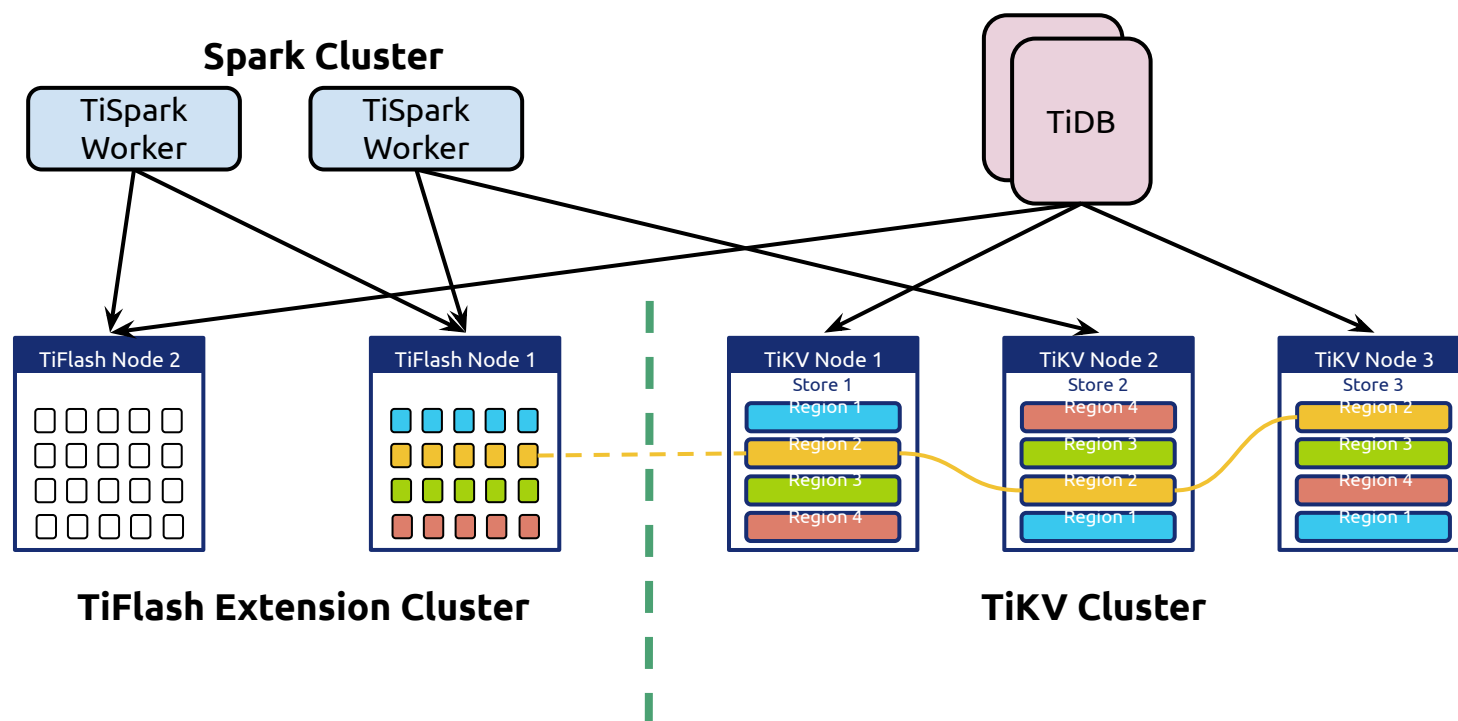 Spark Cluster
TiSpark
Worker
TiSpark
Worker
TiDB
TiFlash Node 2
TiFlash Node 1
TiKV Node 1
Store 1
Region 1
Region 2
Region 3
Region 4
TiKV Node 2
Store 2
Region 4
Region 3
Region 2
Region 1
TiKV Node 3
Store 3
Region 2
Region 3
Region 4
Region 1
TiFlash Extension Cluster
TiKV Cluster